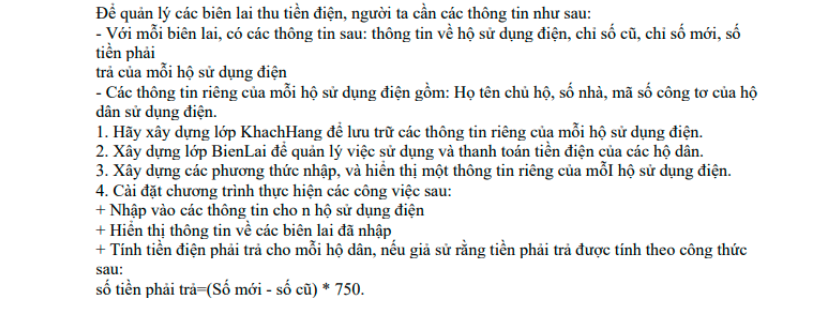 Để quản lý các biên lai thu tiền điện, người ta cần các thông tin như sau:
- Với mỗi biên lai, có các thông tin sau: thông tin về hộ sử dụng điện, chỉ số cũ, chỉ số mới, số
tiền phải
trả của mỗi hộ sử dụng điện
- Các thông tin riêng của mỗi hộ sử dụng điện gồm: Họ tên chủ hộ, số nhà, mã số công tơ của hộ
dân sử dụng điện.
1. Hãy xây dựng lớp KhachHang để lưu trữ các thông tin riêng của mỗi hộ sử dụng điện.
2. Xây dựng lớp BienLai để quản lý việc sử dụng và thanh toán tiền điện của các hộ dân.
3. Xây dựng các phương thức nhập, và hiển thị một thông tin riêng của mỗI hộ sử dụng điện.
4. Cài đặt chương trình thực hiện các công việc sau:
+ Nhập vào các thông tin cho n hộ sử dụng điện
+ Hiển thị thông tin về các biên lai đã nhập
+ Tính tiền điện phải trả cho mỗi hộ dân, nếu giả sử rằng tiền phải trả được tính theo công thức
sau:
số tiền phải trả=(Số mới - số cũ) * 750.